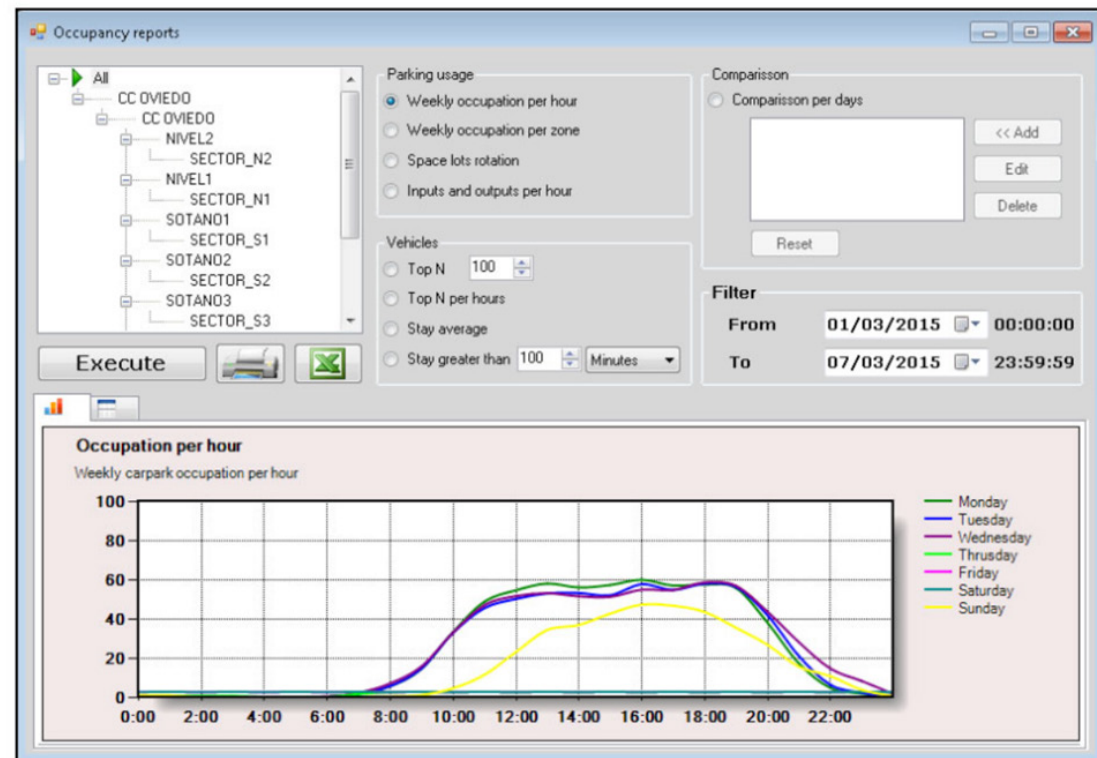 Occupancy reports
All
CC OVIEDO
CC OVIEDO
NIVEL2
SECTOR_N2
NIVEL1
SECTOR_N1
SOTANO1
SECTOR_S1
SOTANO2
SECTOR_S2
SOTANO3
SECTOR_S3
Execute
Parking usage
Weekly occupation per hour
Weekly occupation per zone
Space lots rotation
Inputs and outputs per hour
Vehicles
Top N 100
Top N per hours
Stay average
Stay greater than 100 Minutes
Comparisson
Comparisson per days
<< Add
Edit
Delete
Reset
Filter
From 01/03/2015 00:00:00
To 07/03/2015 23:59:59
Occupation per hour
Weekly carpark occupation per hour
100
80
60
40
20
0
0:00 2:00 4:00 6:00 8:00 10:00 12:00 14:00 16:00 18:00 20:00 22:00
Monday
Tuesday
Wednesday
Thrusday
Friday
Saturday
Sunday